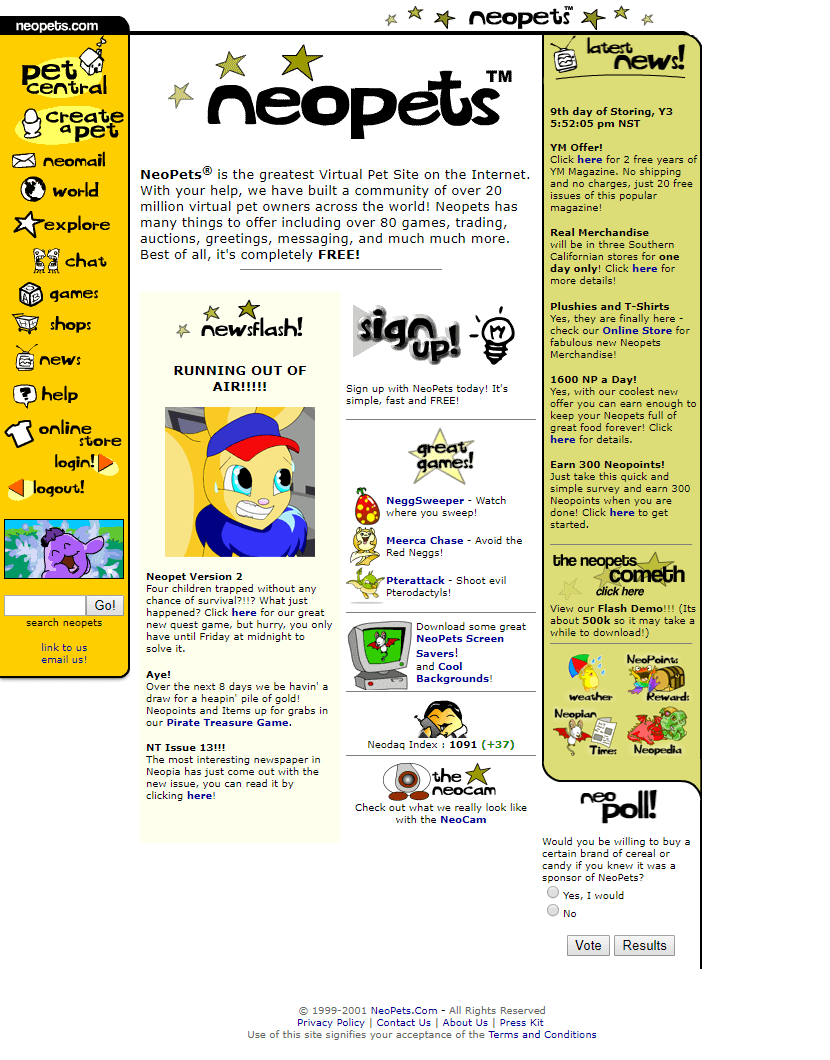 neopets.com
neopets™
pet
central
create
a pet
neomail
world
explore
chat
games
shops
news
help
online
store
login!
logout!
Go!
search neopets
link to us
email us!
neopets™
NeoPets® is the greatest Virtual Pet Site on the Internet.
With your help, we have built a community of over 20
million virtual pet owners across the world! Neopets has
many things to offer including over 80 games, trading,
auctions, greetings, messaging, and much much more.
Best of all, it's completely FREE!
newsflash!
RUNNING OUT OF
AIR!!!!!
Neopet Version 2
Four children trapped without any
chance of survival?!!? What just
happened? Click here for our great
new quest game, but hurry, you only
have until Friday at midnight to
solve it.
Aye!
Over the next 8 days we be havin' a
draw for a heapin' pile of gold!
Neopoints and Items up for grabs in
our Pirate Treasure Game.
NT Issue 13!!!
The most interesting newspaper in
Neopia has just come out with the
new issue, you can read it by
clicking here!
sign
up!
Sign up with NeoPets today! It's
simple, fast and FREE!
great
games!
NeggSweeper - Watch
where you sweep!
Meerca Chase - Avoid the
Red Neggs!
Pterattack - Shoot evil
Pterodactyls!
Download some great
NeoPets Screen
Savers!
and Cool
Backgrounds!
Neodaq Index : 1091 (+37)
the
neocam
Check out what we really look like
with the NeoCam
latest
news!
9th day of Storing, Y3
5:52:05 pm NST
YM Offer!
Click here for 2 free years of
YM Magazine. No shipping
and no charges, just 20 free
issues of this popular
magazine!
Real Merchandise
will be in three Southern
Californian stores for one
day only! Click here for
more details!
Plushies and T-Shirts
Yes, they are finally here -
check our Online Store for
fabulous new Neopets
Merchandise!
1600 NP a Day!
Yes, with our coolest new
offer you can earn enough to
keep your Neopets full of
great food forever! Click
here for details.
Earn 300 Neopoints!
Just take this quick and
simple survey and earn 300
Neopoints when you are
done! Click here to get
started.
the neopets
cometh
click here
View our Flash Demo!!! (Its
about 500k so it may take a
while to download!)
weather
NeoPoints
Rewards
Neopian
Times
Neopedia
neo
poll!
Would you be willing to buy a
certain brand of cereal or
candy if you knew it was a
sponsor of NeoPets?
Yes, I would
No
Vote Results
© 1999-2001 NeoPets.Com - All Rights Reserved
Privacy Policy | Contact Us | About Us | Press Kit
Use of this site signifies your acceptance of the Terms and Conditions